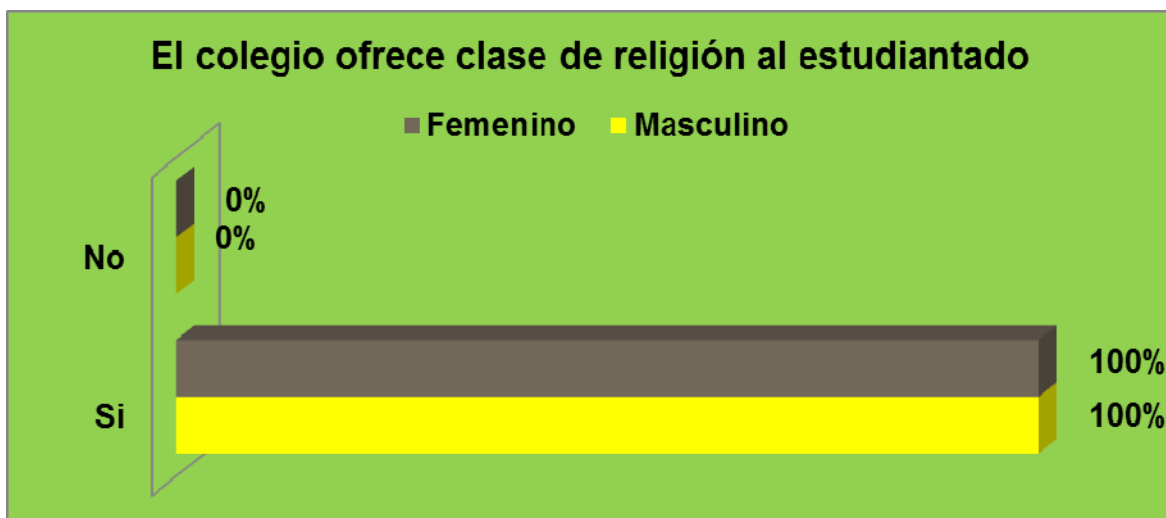 El colegio ofrece clase de religión al estudiantado
Femenino Masculino
0%
0%
No
100%
Si
100%